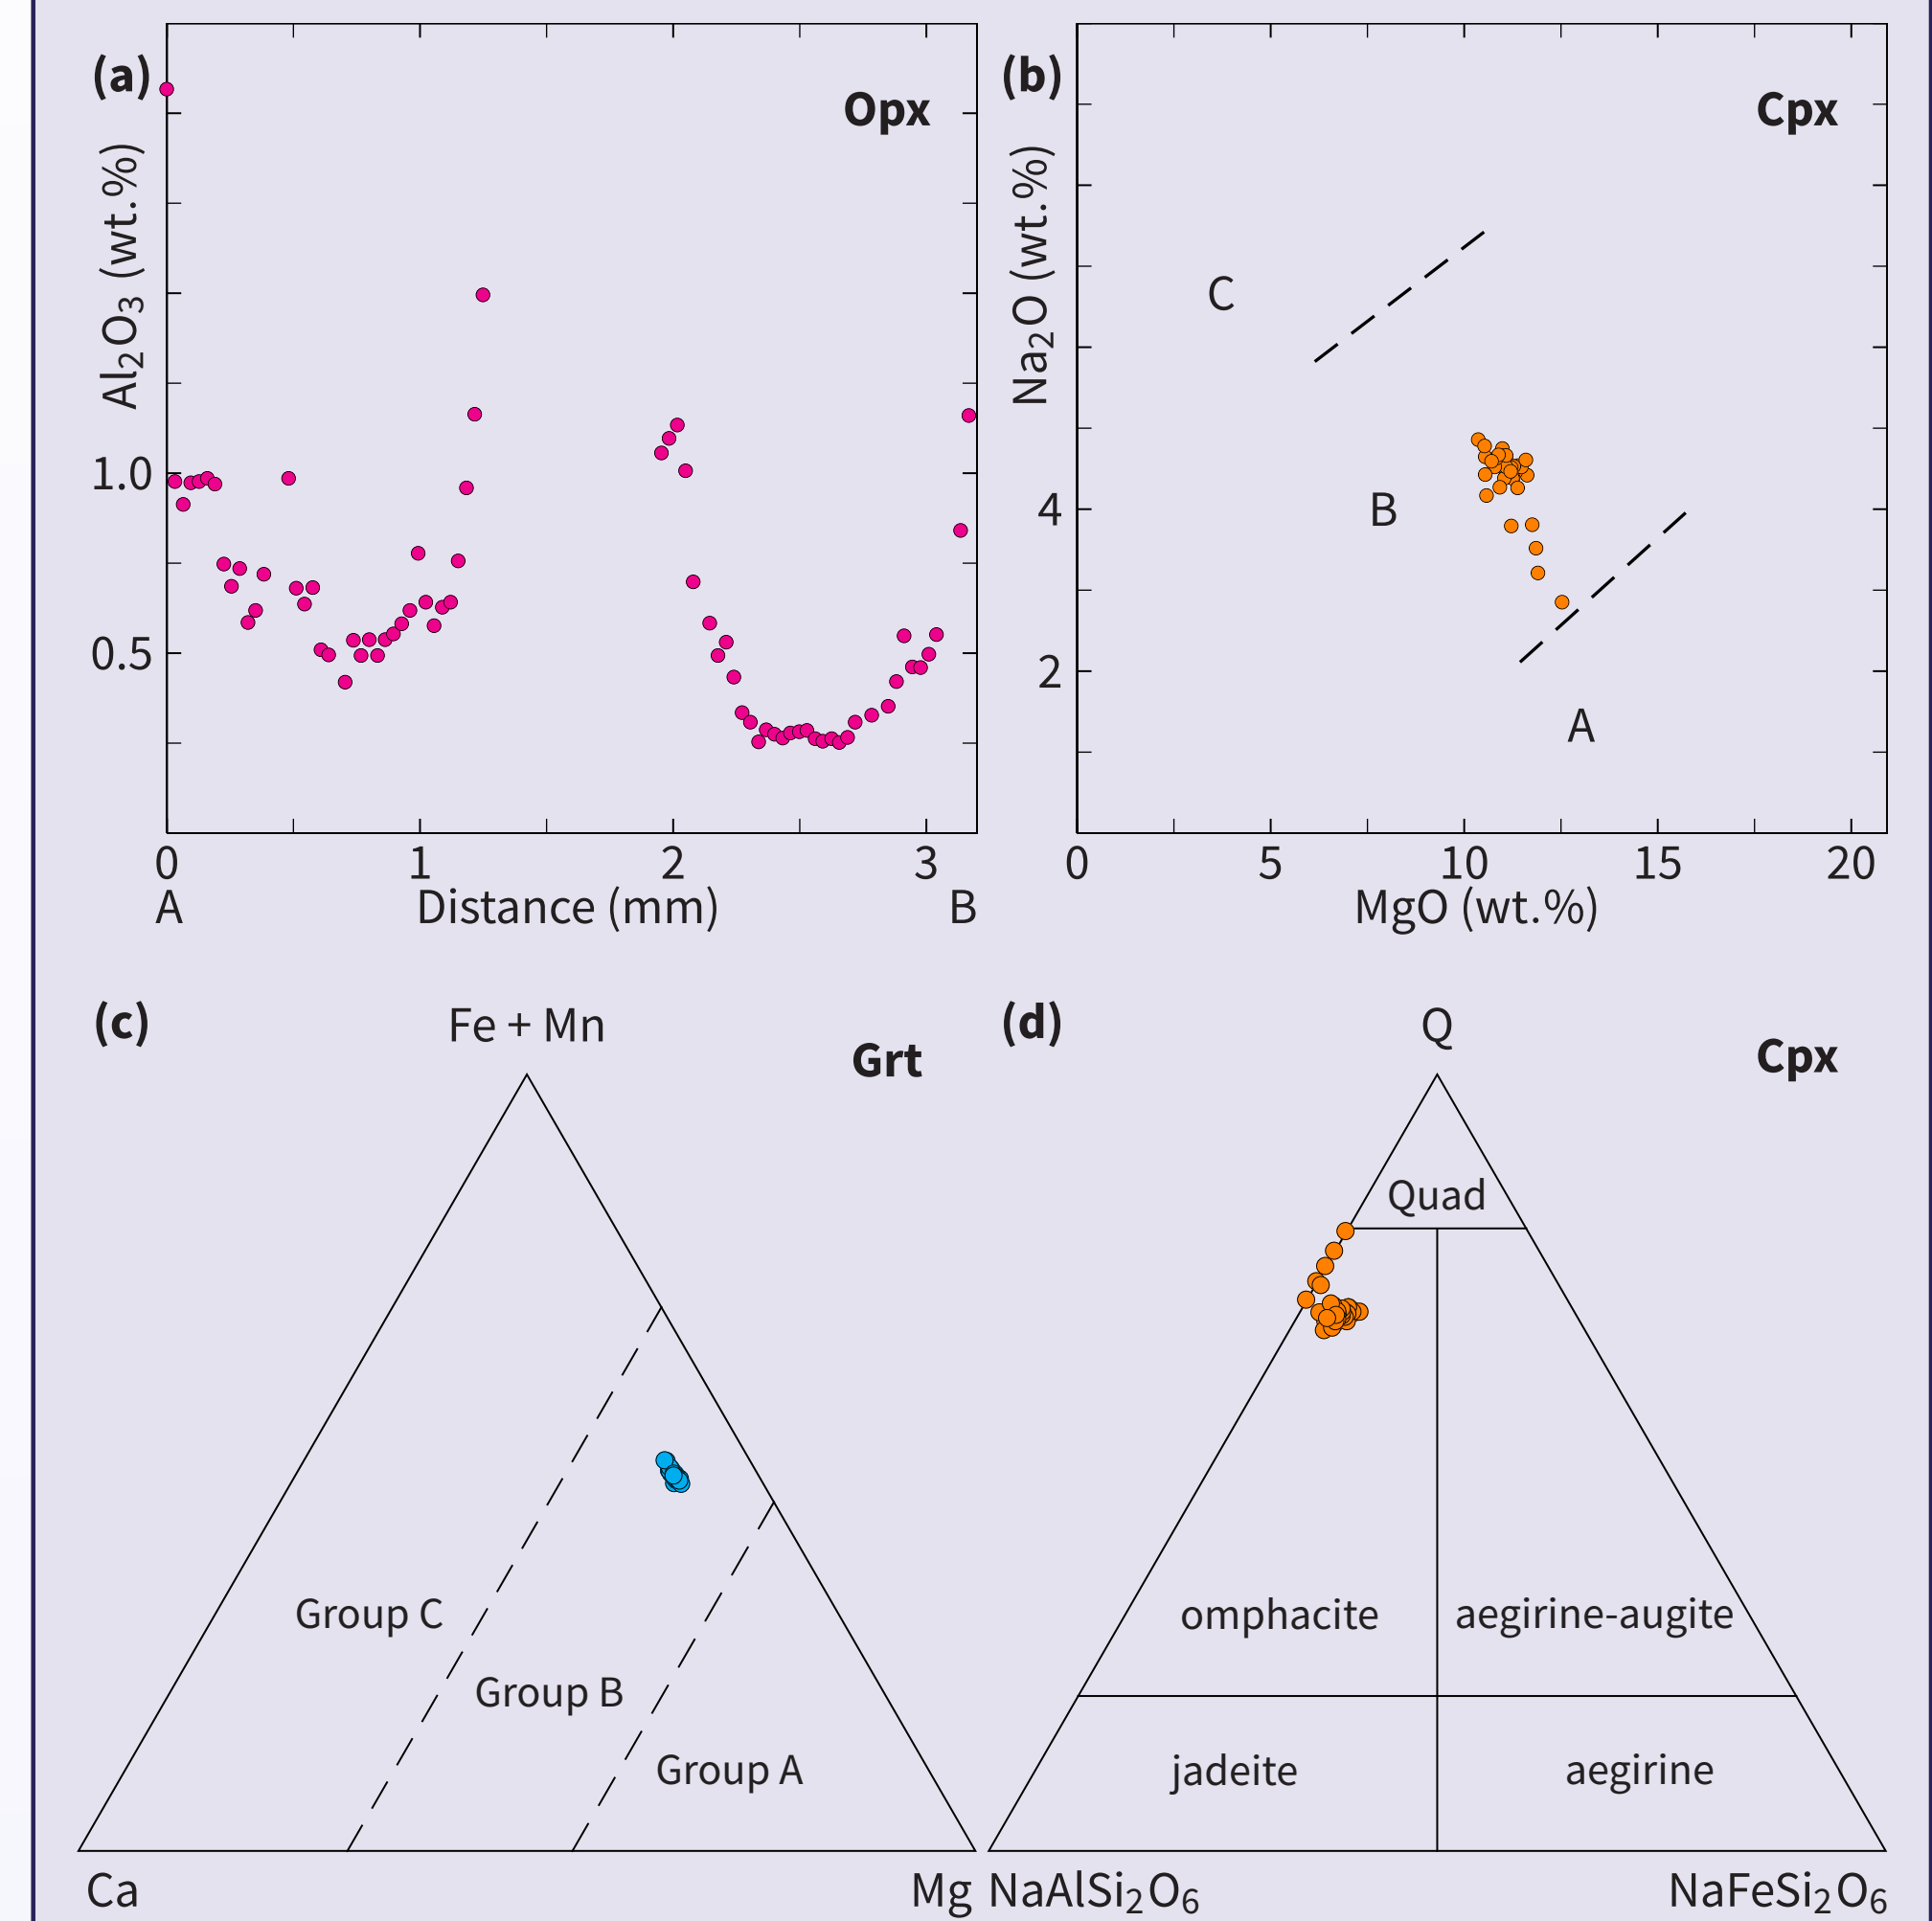 (a)
Opx
Al₂O₃ (wt.%)
1.0
0.5
0 1 2 3
A Distance (mm) B
(b)
Cpx
Na₂O (wt.%)
C
B
A
4
2
0 5 10 15 20
MgO (wt.%)
(c)
Fe + Mn
Grt
Group C
Group B
Group A
Ca Mg
(d)
Q
Cpx
Quad
omphacite aegirine-augite
jadeite aegirine
NaAlSi₂O₆ NaFeSi₂O₆